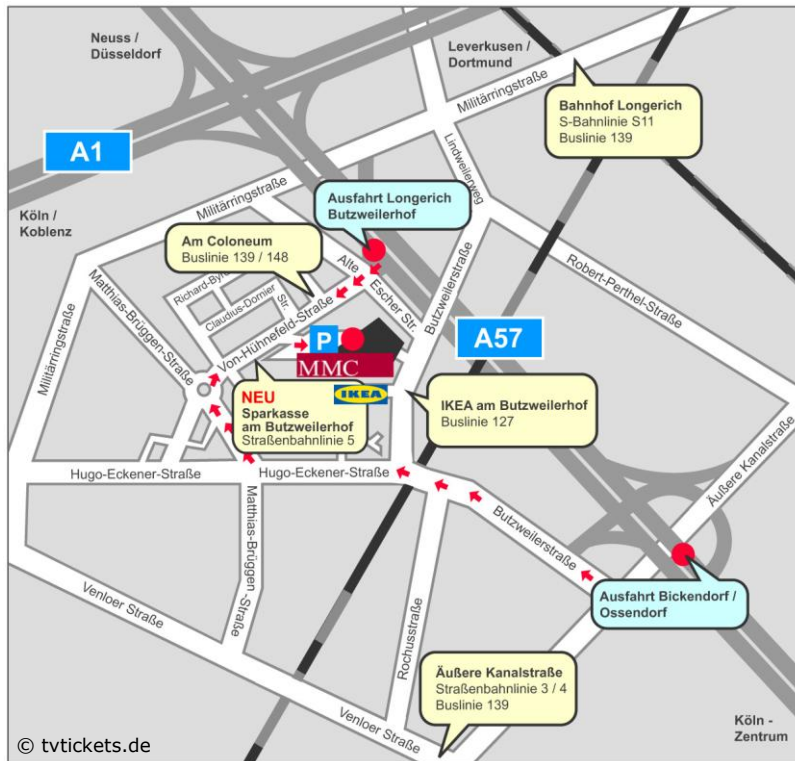 Neuss /
Düsseldorf
Leverkusen /
Dortmund
Militärringstraße
Bahnhof Longerich
S-Bahnlinie S11
Buslinie 139
A1
Lindweilerweg
Köln /
Koblenz
Militärringstraße
Ausfahrt Longerich
Butzweilerhof
Am Coloneum
Buslinie 139 / 148
Alte
Escher Str.
Butzweilerstraße
Robert-Perthel-Straße
Matthias-Brüggen-Straße
Claudius-Dornier
Str.
Von-Hühnefeld-Straße
Militärringstraße
P
MMC
A57
IKEA
NEU
Sparkasse
am Butzweilerhof
Straßenbahnlinie 5
IKEA am Butzweilerhof
Buslinie 127
Äußere Kanalstraße
Hugo-Eckener-Straße
Hugo-Eckener-Straße
Matthias-Brüggen
-Straße
Butzweilerstraße
Venloer Straße
Rochusstraße
Ausfahrt Bickendorf /
Ossendorf
Äußere Kanalstraße
Straßenbahnlinie 3 / 4
Buslinie 139
Venloer Straße
Köln -
Zentrum
© tvtickets.de